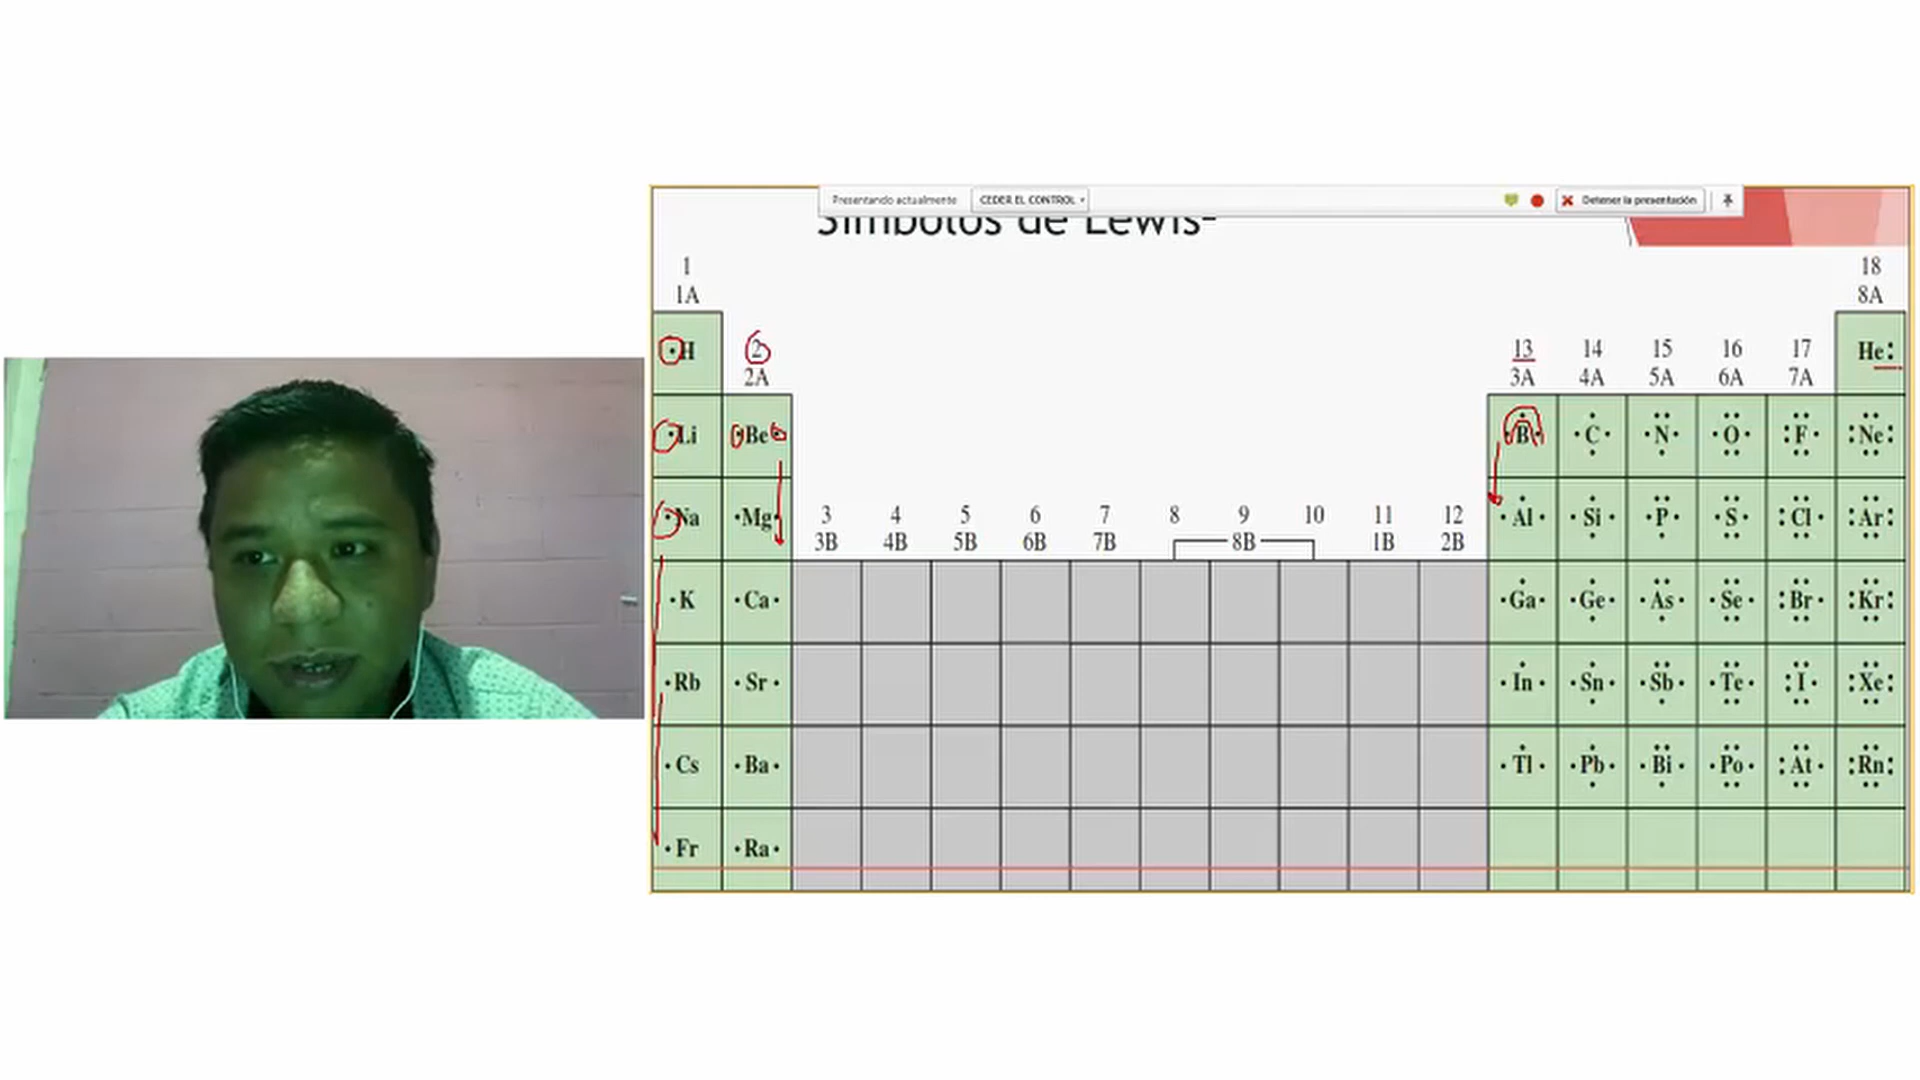 Presentando actualmente CEDER EL CONTROL Detener la presentación
Símbolos de Lewis-
1 18
1A 8A
H 2 13 14 15 16 17 He
2A 3A 4A 5A 6A 7A
Li Be B C N O F Ne
Na Mg 3 4 5 6 7 8 9 10 11 12 Al Si P S Cl Ar
3B 4B 5B 6B 7B 8B 1B 2B
K Ca Ga Ge As Se Br Kr
Rb Sr In Sn Sb Te I Xe
Cs Ba Tl Pb Bi Po At Rn
Fr Ra